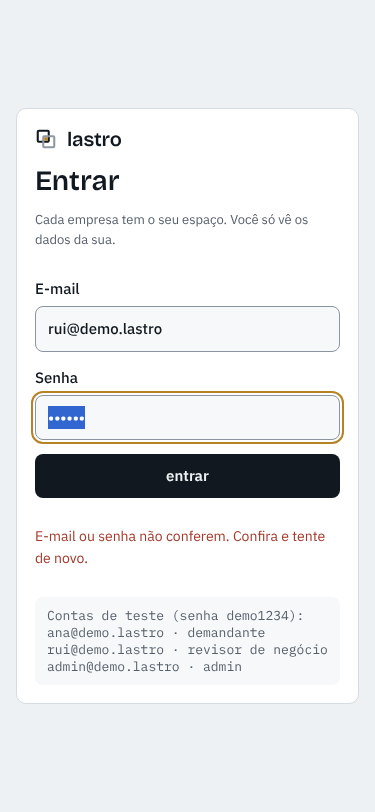 lastro
Entrar
Cada empresa tem o seu espaço. Você só vê os
dados da sua.
E-mail
rui@demo.lastro
Senha
••••••
entrar
E-mail ou senha não conferem. Confira e tente
de novo.
Contas de teste (senha demo1234):
ana@demo.lastro · demandante
rui@demo.lastro · revisor de negócio
admin@demo.lastro · admin